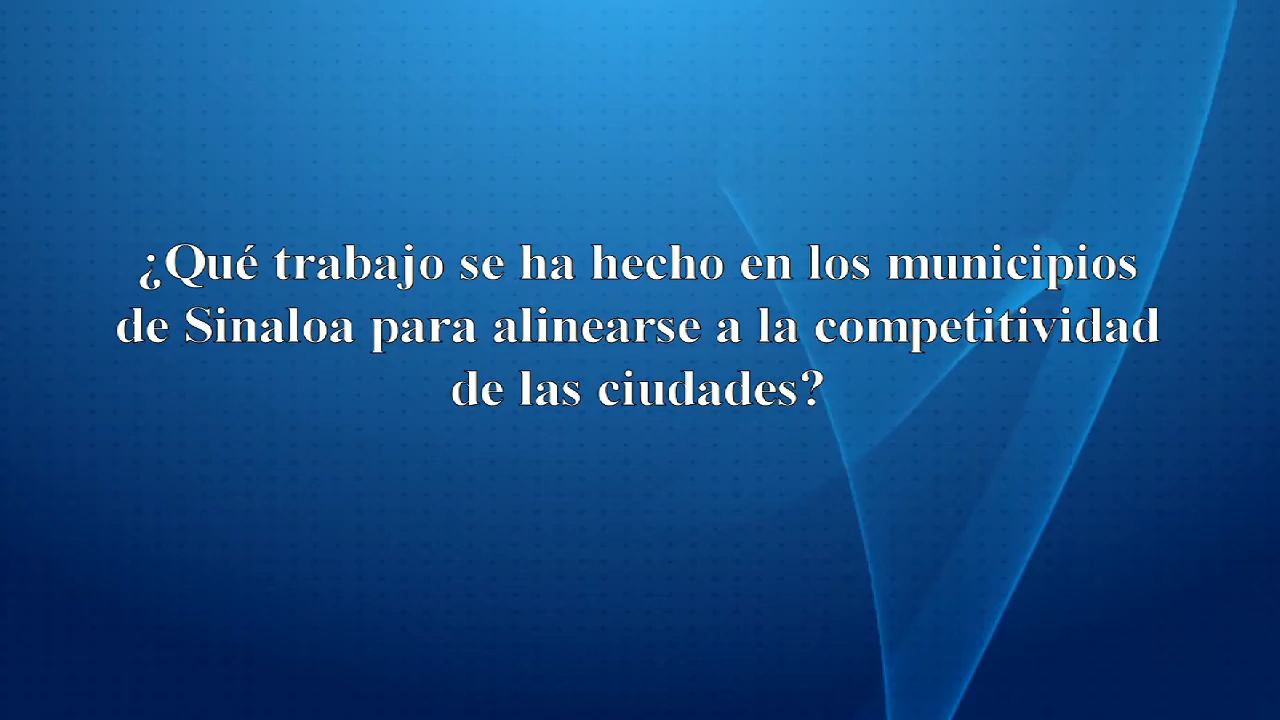 ¿Qué trabajo se ha hecho en los municipios
de Sinaloa para alinearse a la competitividad
de las ciudades?